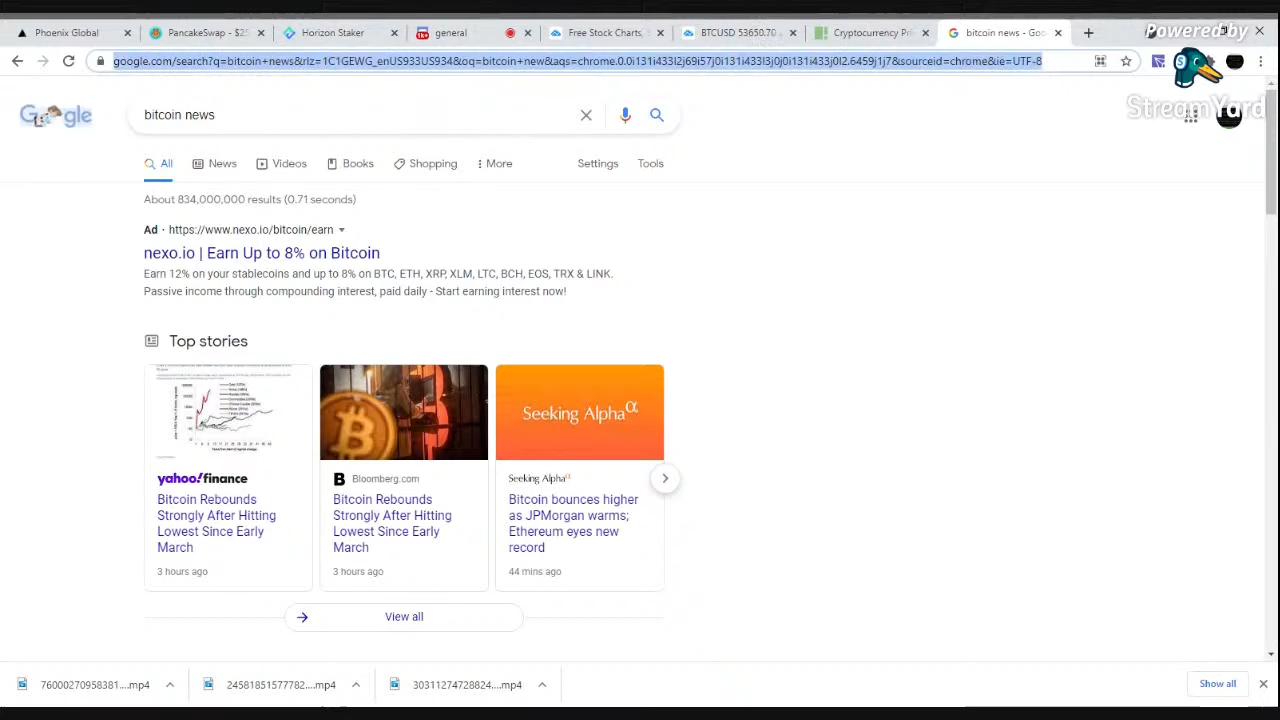 Phoenix Global
PancakeSwap - $25
Horizon Staker
general
Free Stock Charts,
BTCUSD 53650.70
Cryptocurrency Pri
bitcoin news - Goo
Powered by
google.com/search?q=bitcoin+news&rlz=1C1GEWG_enUS933US934&oq=bitcoin+new&aqs=chrome.0.0i131i433l2j69i57j0i131i433l3j0j0i131i433j0l2.6459j1j7&sourceid=chrome&ie=UTF-8
StreamYard
Google
bitcoin news
All
News
Videos
Books
Shopping
More
Settings
Tools
About 834,000,000 results (0.71 seconds)
Ad · https://www.nexo.io/bitcoin/earn
nexo.io | Earn Up to 8% on Bitcoin
Earn 12% on your stablecoins and up to 8% on BTC, ETH, XRP, XLM, LTC, BCH, EOS, TRX & LINK.
Passive income through compounding interest, paid daily - Start earning interest now!
Top stories
yahoo!finance
Bitcoin Rebounds
Strongly After Hitting
Lowest Since Early
March
3 hours ago
B Bloomberg.com
Bitcoin Rebounds
Strongly After Hitting
Lowest Since Early
March
3 hours ago
Seeking Alpha α
Seeking Alpha α
Bitcoin bounces higher
as JPMorgan warms;
Ethereum eyes new
record
44 mins ago
View all
76000270958381....mp4
24581851577782....mp4
30311274728824....mp4
Show all